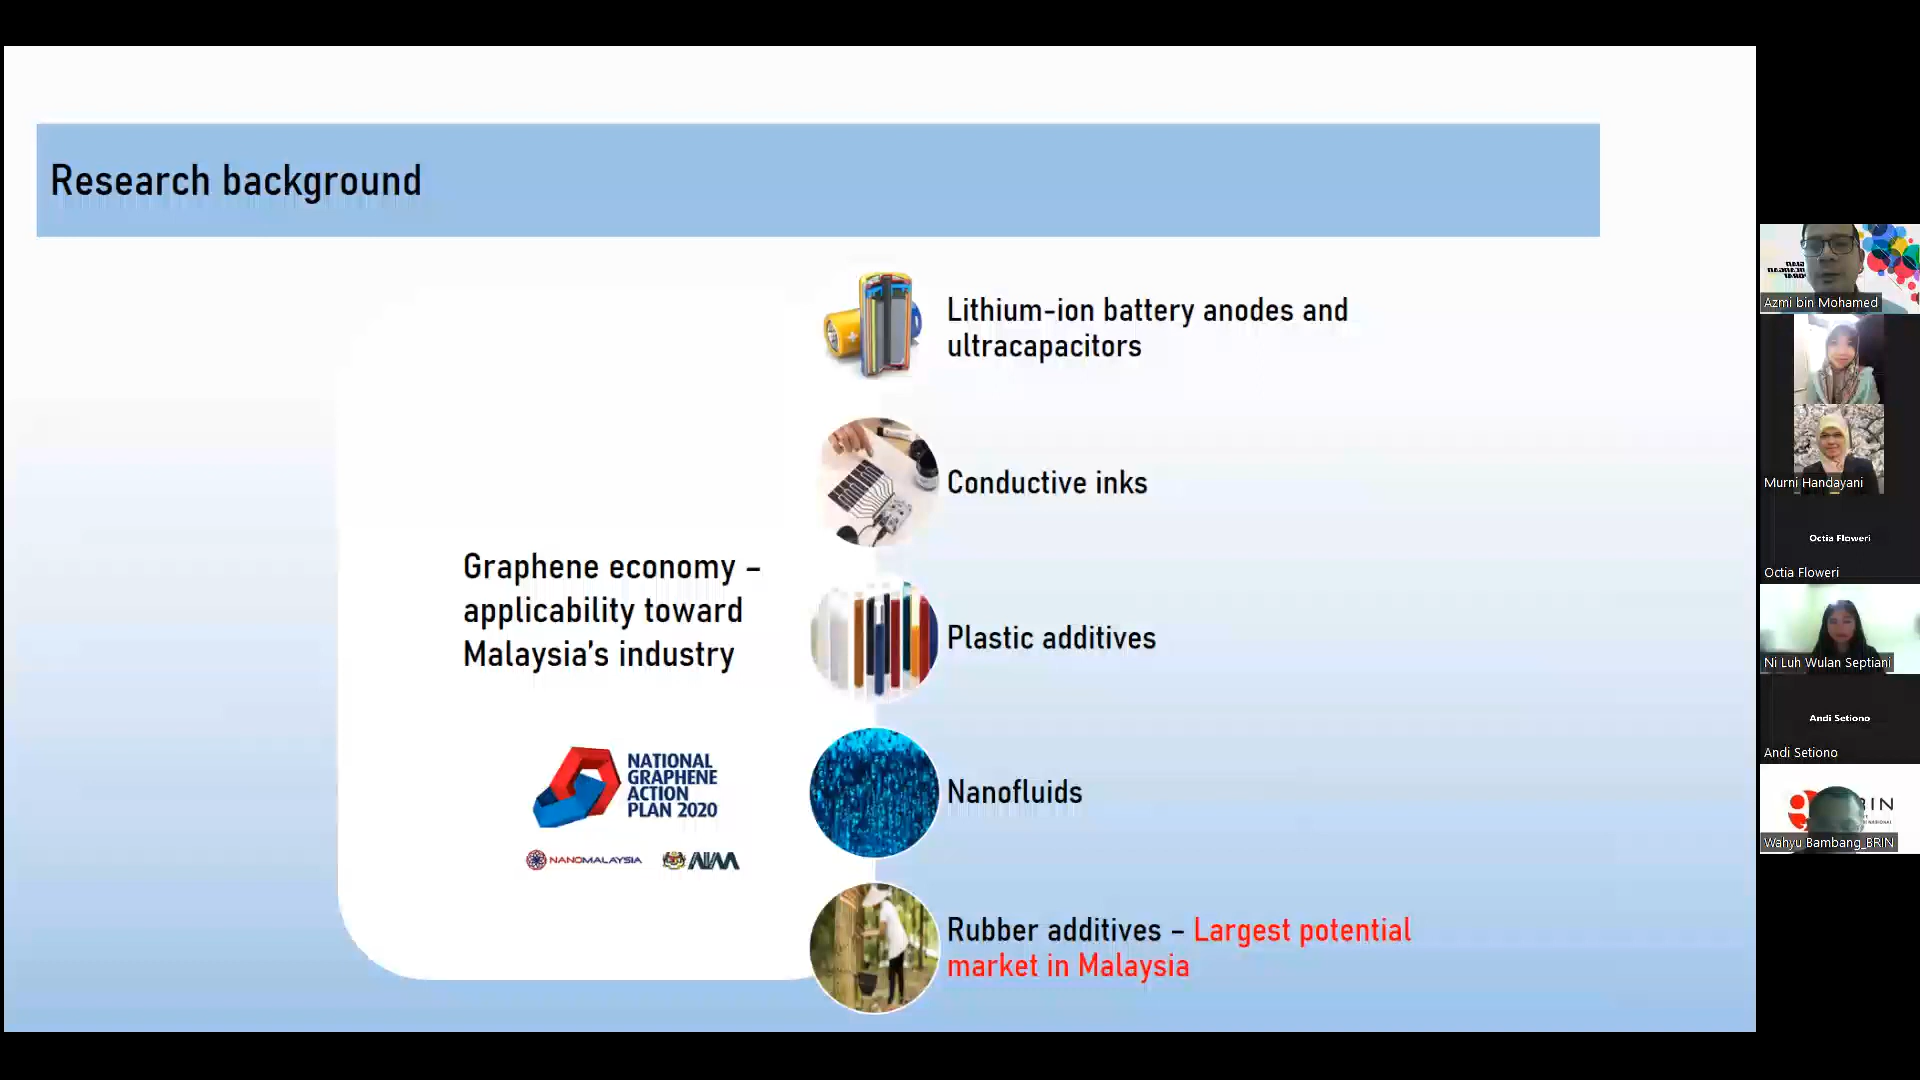 Research background
Lithium-ion battery anodes and
ultracapacitors
Conductive inks
Graphene economy –
applicability toward
Malaysia's industry
Plastic additives
NATIONAL
GRAPHENE
ACTION
PLAN 2020
Nanofluids
NANOMALAYSIA
AIM
Rubber additives – Largest potential
market in Malaysia
Azmi bin Mohamed
Murni Handayani
Octia Floweri
Octia Floweri
Ni Luh Wulan Septiani
Andi Setiono
Andi Setiono
Wahyu Bambang_BRIN